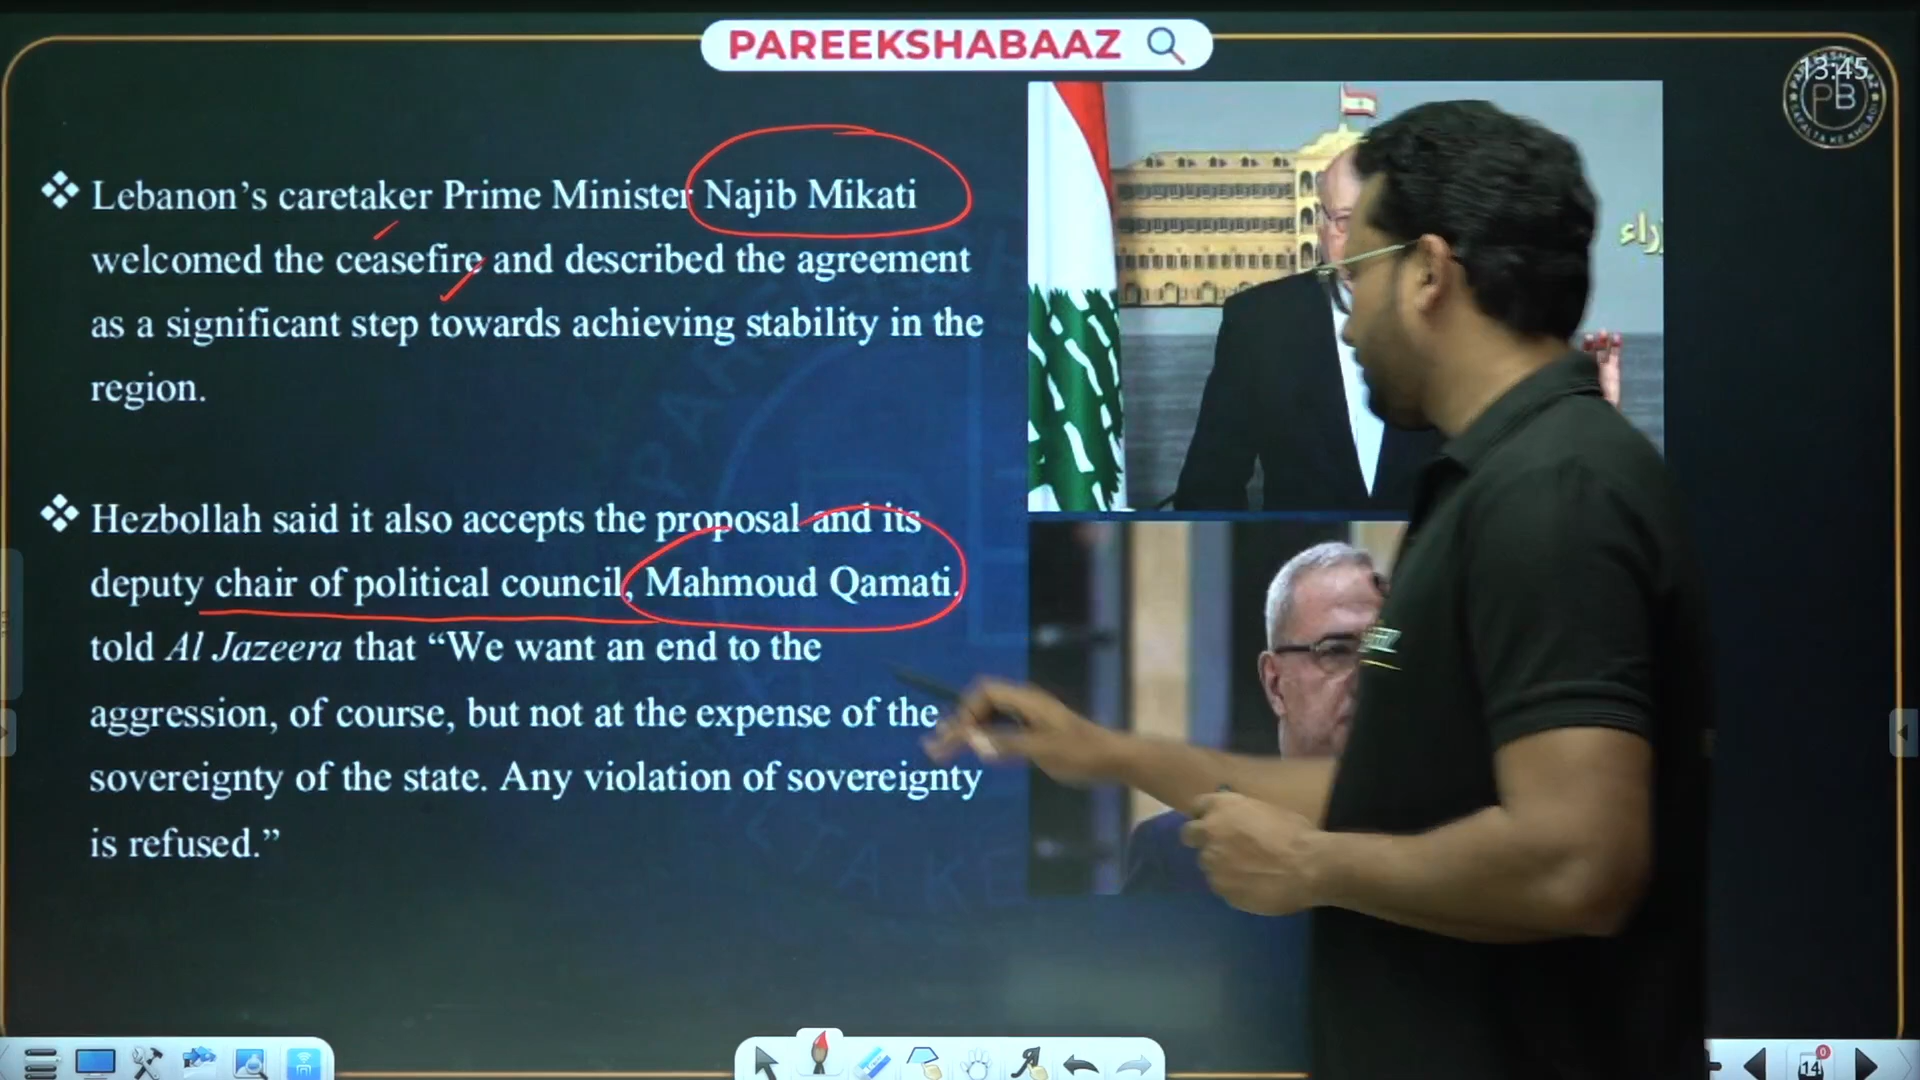 PAREEKSHABAAZ
13:45
PB
❖ Lebanon’s caretaker Prime Minister Najib Mikati
welcomed the ceasefire and described the agreement
as a significant step towards achieving stability in the
region.
❖ Hezbollah said it also accepts the proposal and its
deputy chair of political council, Mahmoud Qamati.
told Al Jazeera that “We want an end to the
aggression, of course, but not at the expense of the
sovereignty of the state. Any violation of sovereignty
is refused.”
14
0